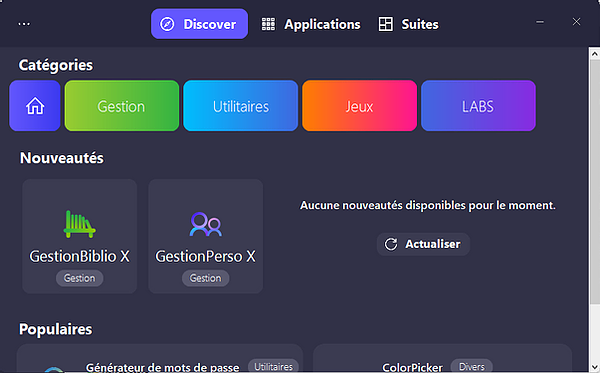 Discover Applications Suites
Catégories
Gestion Utilitaires Jeux LABS
Nouveautés
Aucune nouveautés disponibles pour le moment.
Actualiser
GestionBiblio X GestionPerso X
Gestion Gestion
Populaires
Générateur de mots de passe Utilitaires ColorPicker Divers